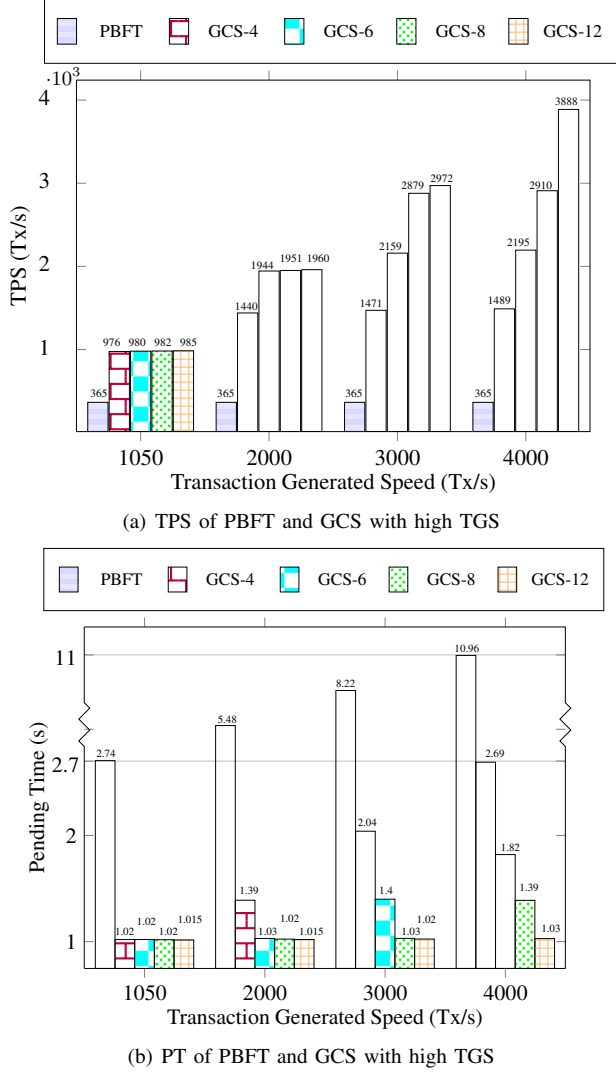 PBFT GCS-4 GCS-6 GCS-8 GCS-12
·10³
4
3
2
1
TPS (Tx/s)
365 976 980 982 985
365 1440 1944 1951 1960
365 1471 2159 2879 2972
365 1489 2195 2910 3888
1050 2000 3000 4000
Transaction Generated Speed (Tx/s)
(a) TPS of PBFT and GCS with high TGS
PBFT GCS-4 GCS-6 GCS-8 GCS-12
11
2.7
2
1
Pending Time (s)
2.74 1.02 1.02 1.02 1.015
5.48 1.39 1.03 1.02 1.015
8.22 2.04 1.4 1.03 1.02
10.96 2.69 1.82 1.39 1.03
1050 2000 3000 4000
Transaction Generated Speed (Tx/s)
(b) PT of PBFT and GCS with high TGS